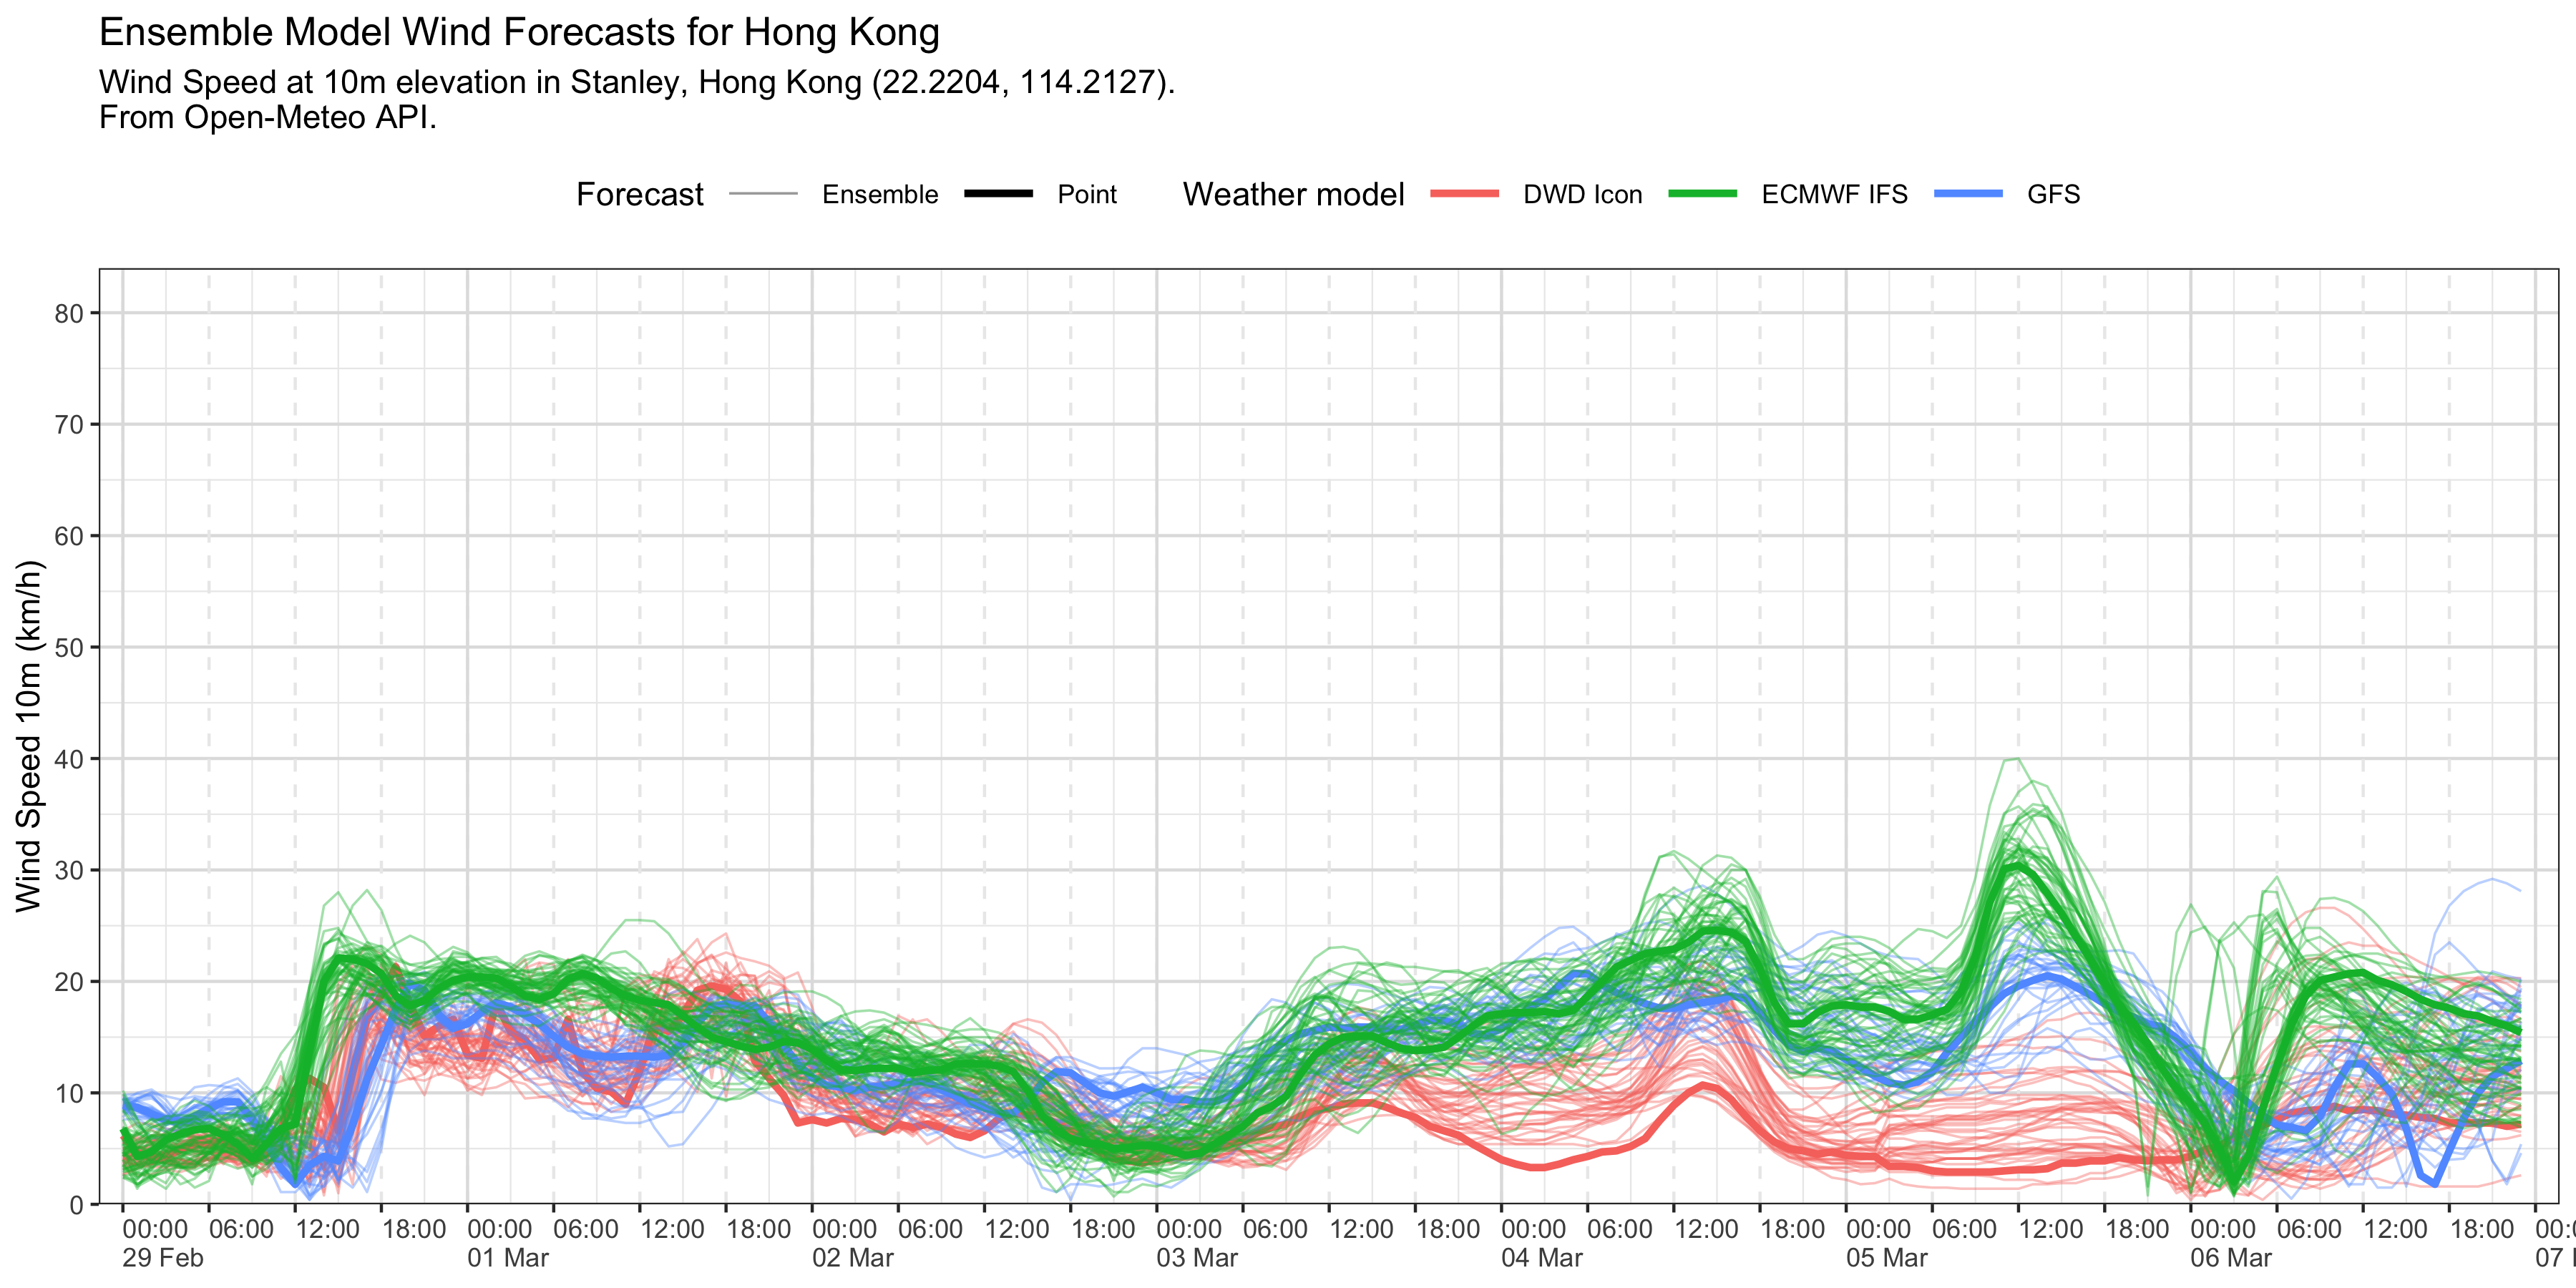 Ensemble Model Wind Forecasts for Hong Kong
Wind Speed at 10m elevation in Stanley, Hong Kong (22.2204, 114.2127).
From Open-Meteo API.
Forecast Ensemble Point Weather model DWD Icon ECMWF IFS GFS
Wind Speed 10m (km/h)
80
70
60
50
40
30
20
10
0
00:00 06:00 12:00 18:00 00:00 06:00 12:00 18:00 00:00 06:00 12:00 18:00 00:00 06:00 12:00 18:00 00:00 06:00 12:00 18:00 00:00 06:00 12:00 18:00 00:00 06:00 12:00 18:00 00:0
29 Feb 01 Mar 02 Mar 03 Mar 04 Mar 05 Mar 06 Mar 07